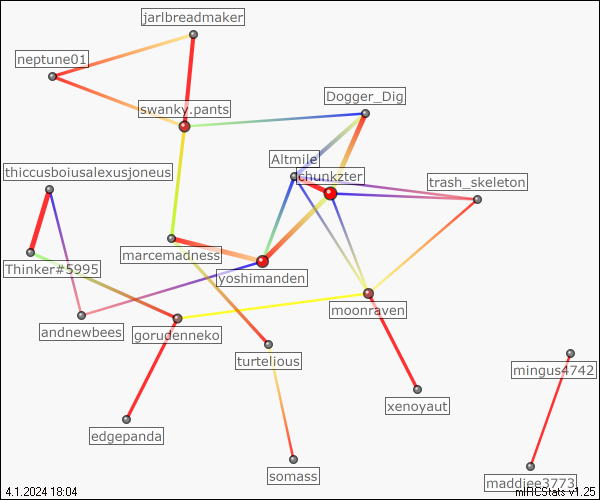 jarlbreadmaker
neptune01
swanky.pants
Dogger_Dig
Altmile
chunkzter
thiccusboiusalexusjoneus
trash_skeleton
marcemadness
Thinker#5995
yoshimanden
moonraven
andnewbees
gorudenneko
turtelious
mingus4742
xenoyaut
edgepanda
somass
maddiee3773
4.1.2024 18:04
mIRCStats v1.25